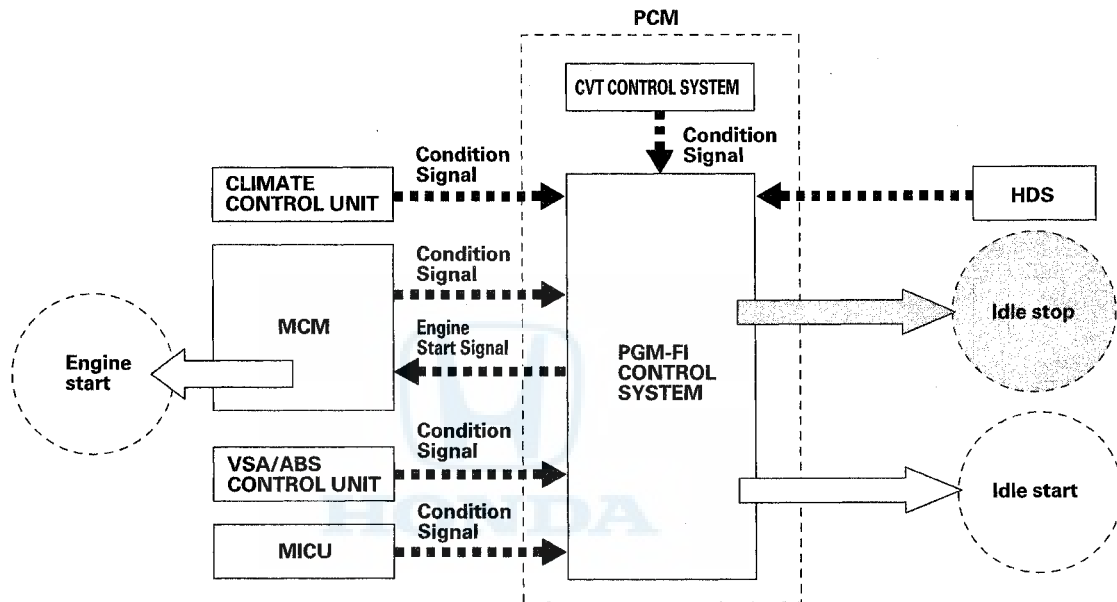 PCM
CVT CONTROL SYSTEM
Condition
Signal
Condition
Signal
CLIMATE
CONTROL UNIT
HDS
Condition
Signal
MCM
Engine
Start Signal
Engine
start
PGM-FI
CONTROL
SYSTEM
Idle stop
Condition
Signal
VSA/ABS
CONTROL UNIT
Idle start
Condition
Signal
MICU
HONDA